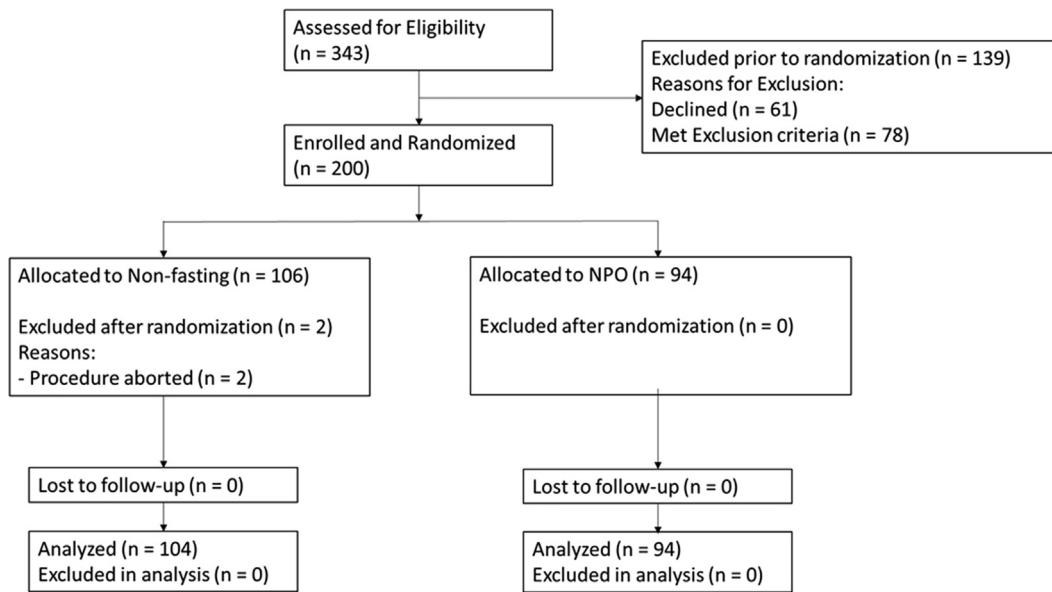 Assessed for Eligibility
(n = 343)
Excluded prior to randomization (n = 139)
Reasons for Exclusion:
Declined (n = 61)
Met Exclusion criteria (n = 78)
Enrolled and Randomized
(n = 200)
Allocated to Non-fasting (n = 106)
Excluded after randomization (n = 2)
Reasons:
- Procedure aborted (n = 2)
Allocated to NPO (n = 94)
Excluded after randomization (n = 0)
Lost to follow-up (n = 0)
Lost to follow-up (n = 0)
Analyzed (n = 104)
Excluded in analysis (n = 0)
Analyzed (n = 94)
Excluded in analysis (n = 0)